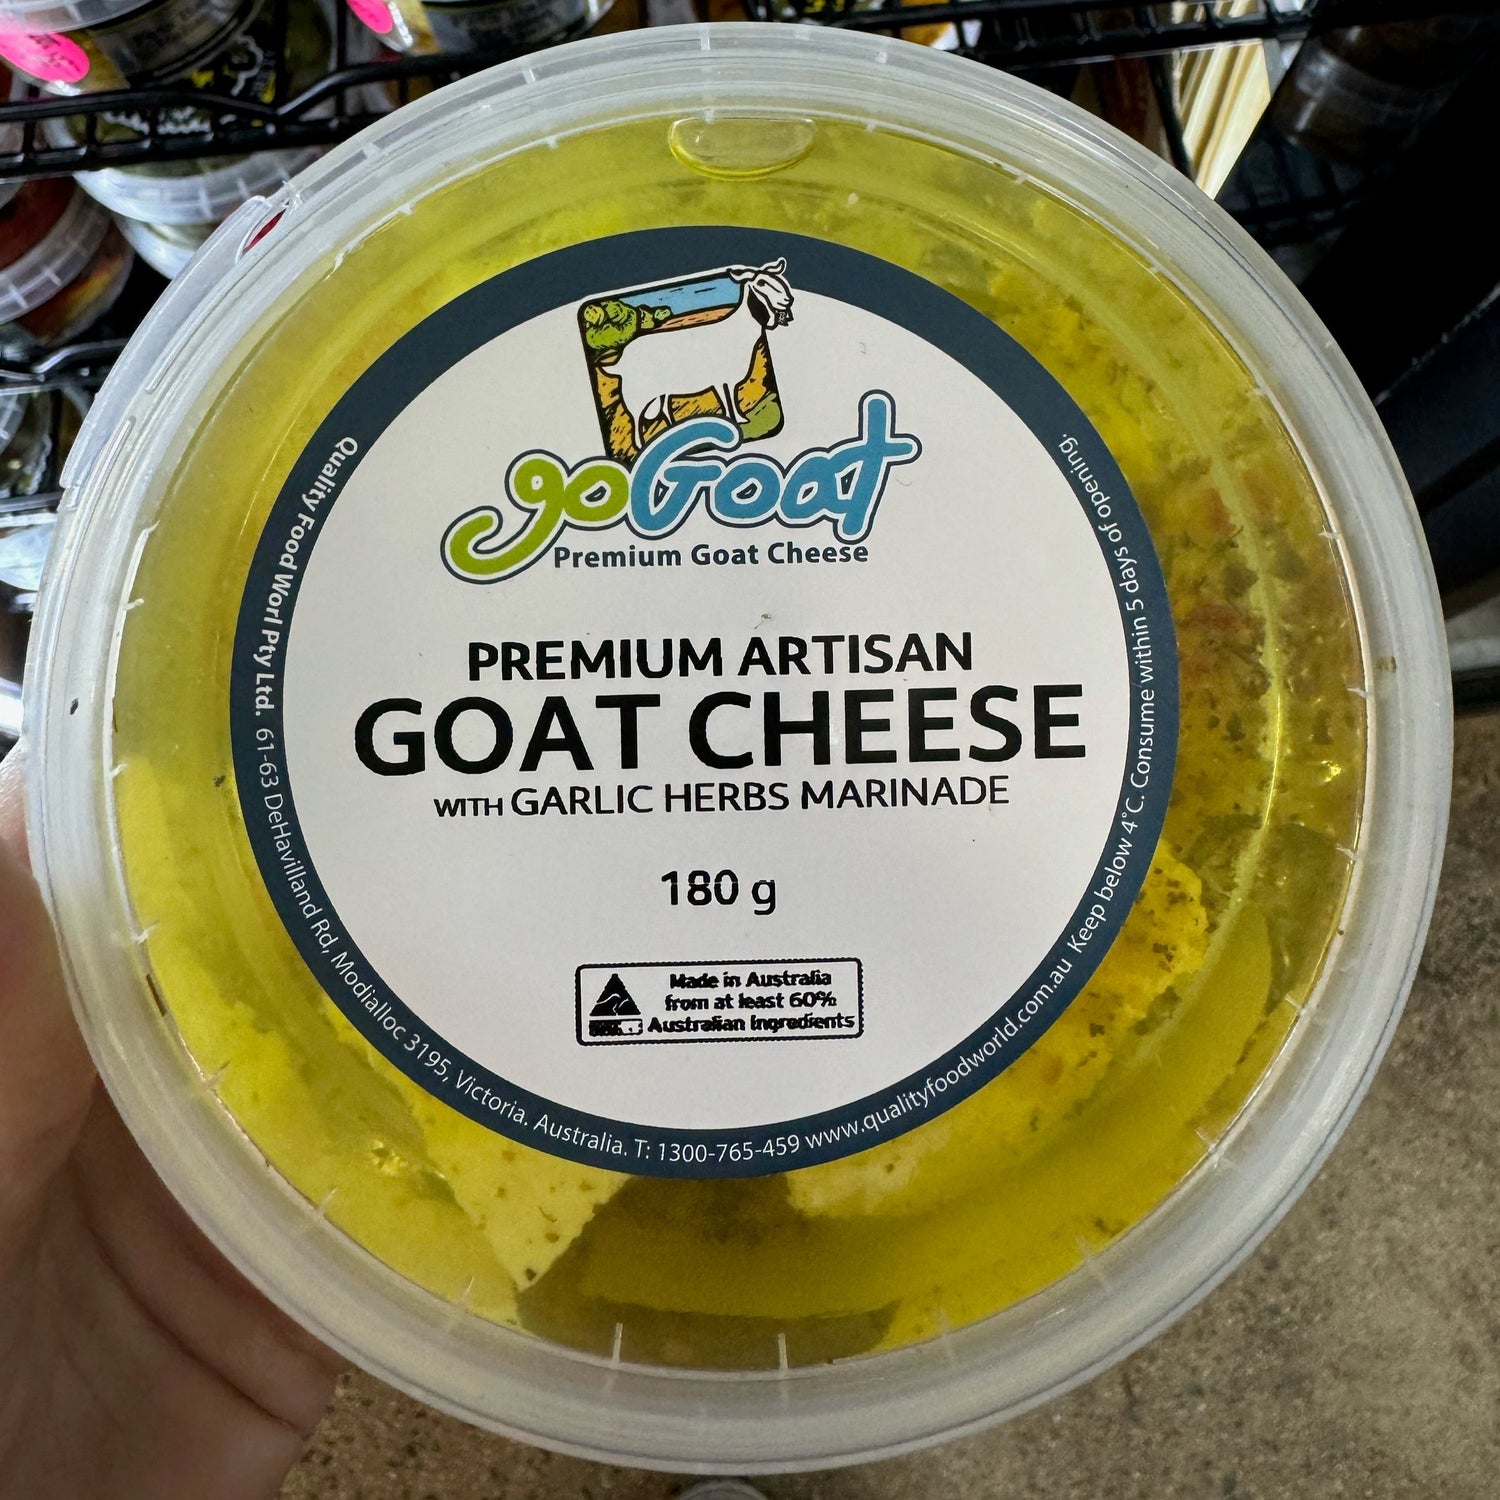 goGoat
Premium Goat Cheese
PREMIUM ARTISAN
GOAT CHEESE
WITH GARLIC HERBS MARINADE
180 g
Made in Australia
from at least 60%
Australian Ingredients
Quality Food Worl Pty Ltd. 61-63 DeHavilland Rd, Modialloc 3195, Victoria. Australia. T: 1300-765-459 www.qualityfoodworld.com.au Keep below 4°C. Consume within 5 days of opening.